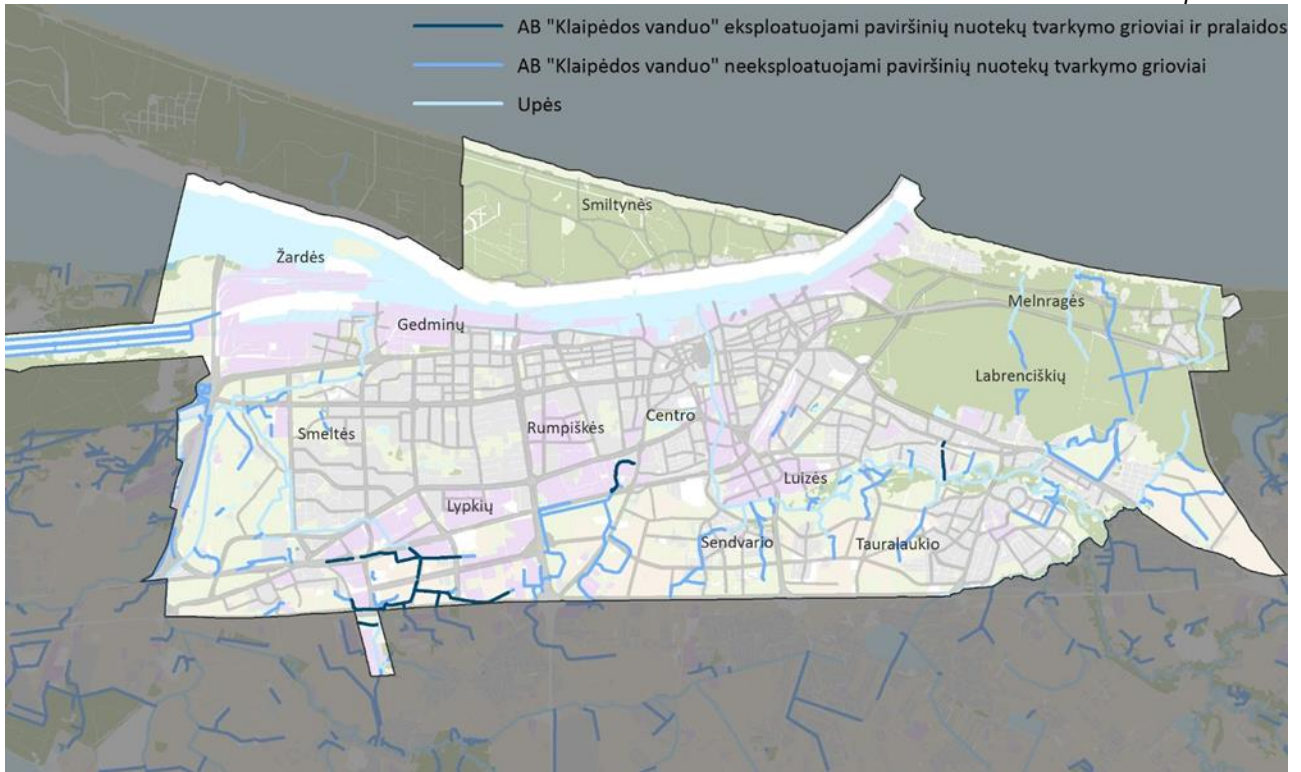 AB "Klaipėdos vanduo" eksploatuojami paviršinių nuotekų tvarkymo grioviai ir pralaidos
AB "Klaipėdos vanduo" neeksploatuojami paviršinių nuotekų tvarkymo grioviai
Upės
Smiltynės
Žardės
Melnragės
Gedminų
Labrenciškių
Centro
Rumpiškės
Smeltės
Luizės
Lypkių
Sendvario
Tauralaukio